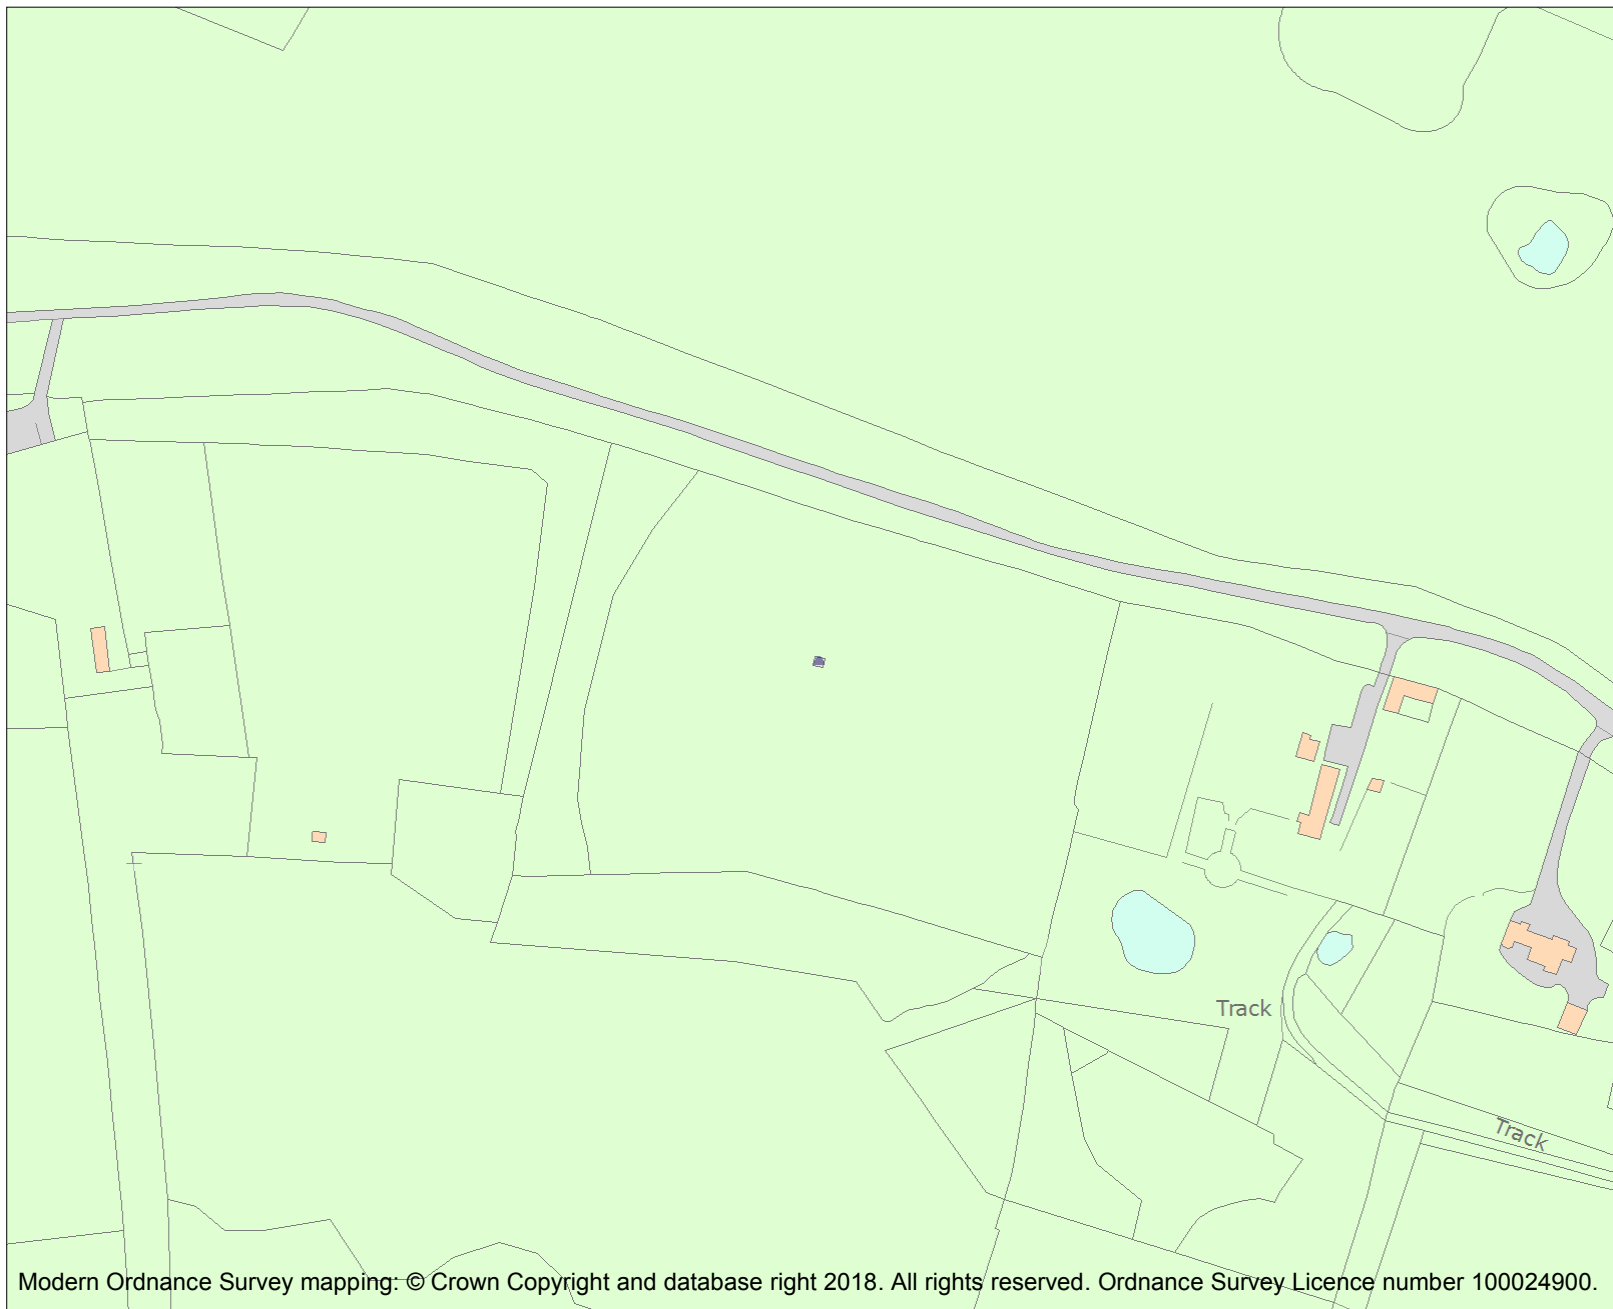 Track
Track
Modern Ordnance Survey mapping: © Crown Copyright and database right 2018. All rights reserved. Ordnance Survey Licence number 100024900.